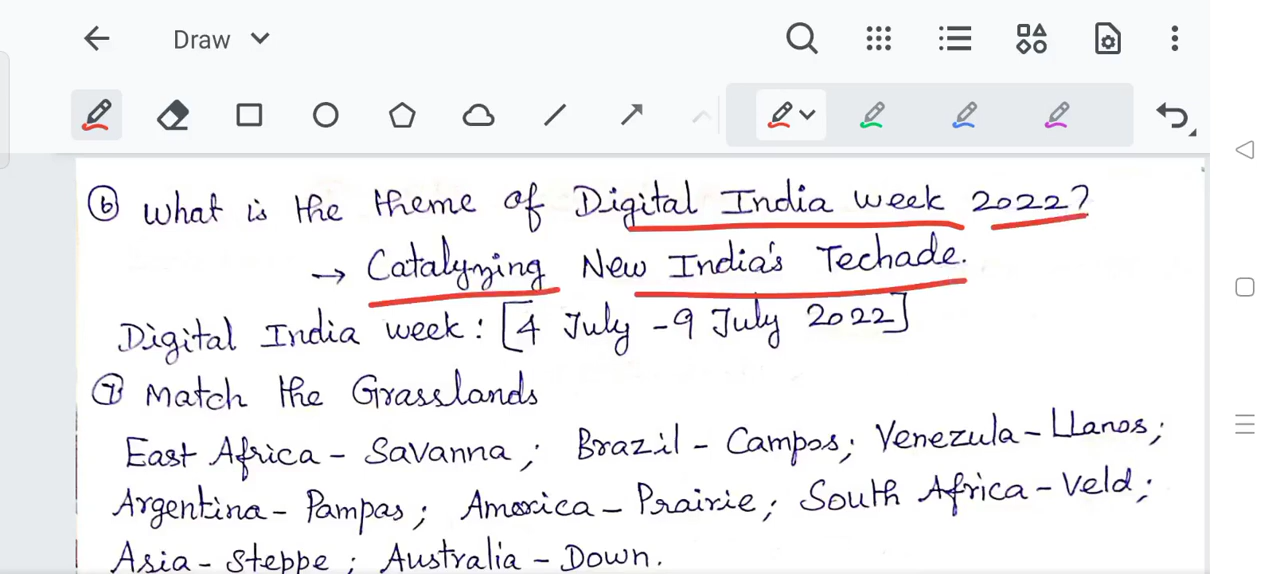 Draw
⑥ What is the theme of Digital India week 2022?
→ Catalyzing New India's Techade.
Digital India week: [4 July - 9 July 2022]
⑦ Match the Grasslands
East Africa - Savanna; Brazil - Campos; Venezula - Llanos;
Argentina - Pampas; America - Prairie; South Africa - Veld;
Asia - Steppe; Australia - Down.